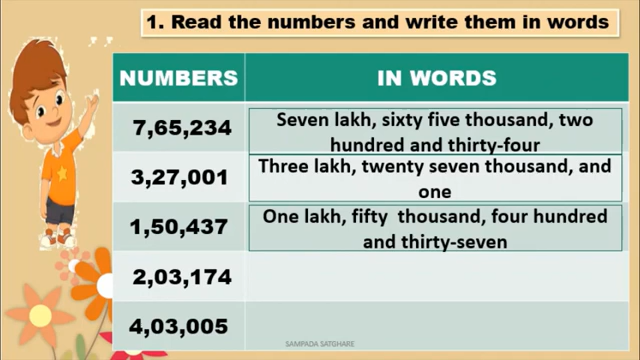 1. Read the numbers and write them in words
NUMBERS IN WORDS
7,65,234 Seven lakh, sixty five thousand, two
hundred and thirty-four
3,27,001 Three lakh, twenty seven thousand, and
one
1,50,437 One lakh, fifty thousand, four hundred
and thirty-seven
2,03,174
4,03,005
SAMPADA SATGHARE